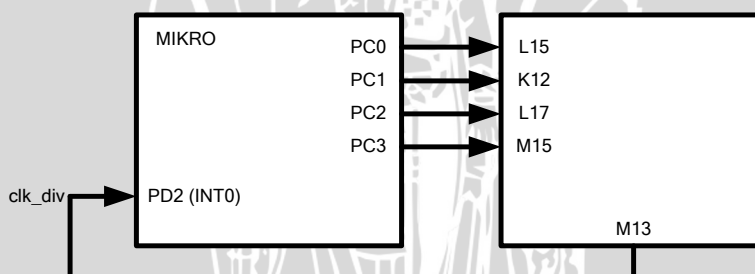 MIKRO
PC0
L15
PC1
K12
PC2
L17
PC3
M15
clk_div
PD2 (INT0)
M13